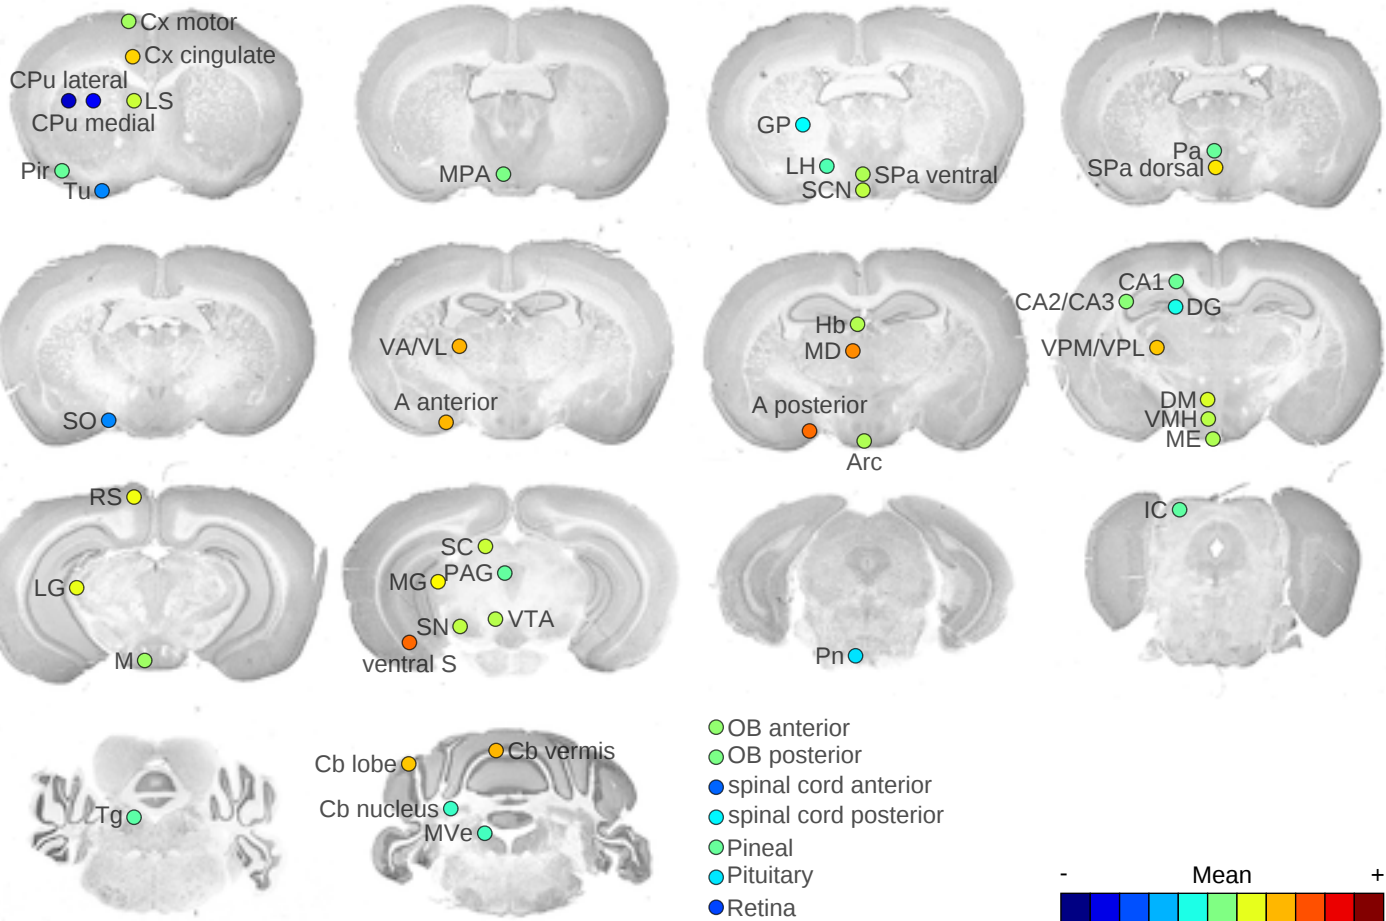 Cx motor
Cx cingulate
CPu lateral
LS
CPu medial
Pir
Tu
MPA
GP
LH
SPa ventral
SCN
Pa
SPa dorsal
SO
VA/VL
A anterior
Hb
MD
A posterior
Arc
CA1
CA2/CA3
DG
VPM/VPL
DM
VMH
ME
RS
LG
M
SC
PAG
MG
VTA
SN
ventral S
Pn
IC
Tg
Cb vermis
Cb lobe
Cb nucleus
MVe
OB anterior
OB posterior
spinal cord anterior
spinal cord posterior
Pineal
Pituitary
Retina
- Mean +